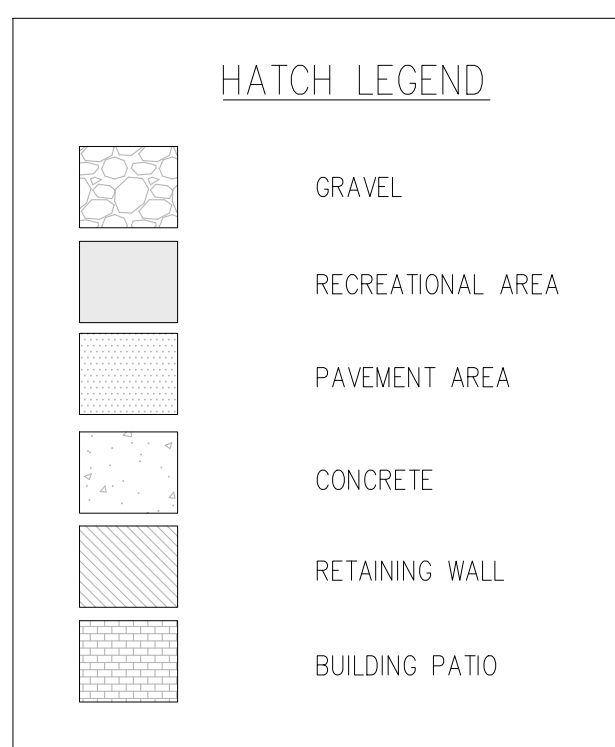 HATCH LEGEND
GRAVEL
RECREATIONAL AREA
PAVEMENT AREA
CONCRETE
RETAINING WALL
BUILDING PATIO